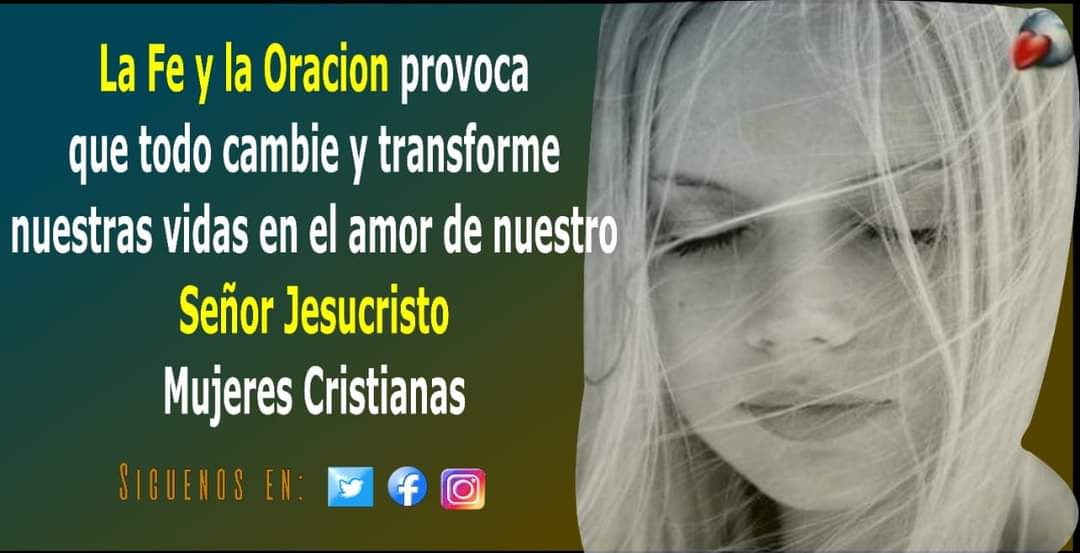 La Fe y la Oracion provoca
que todo cambie y transforme
nuestras vidas en el amor de nuestro
Señor Jesucristo
Mujeres Cristianas
SIGUENOS EN: